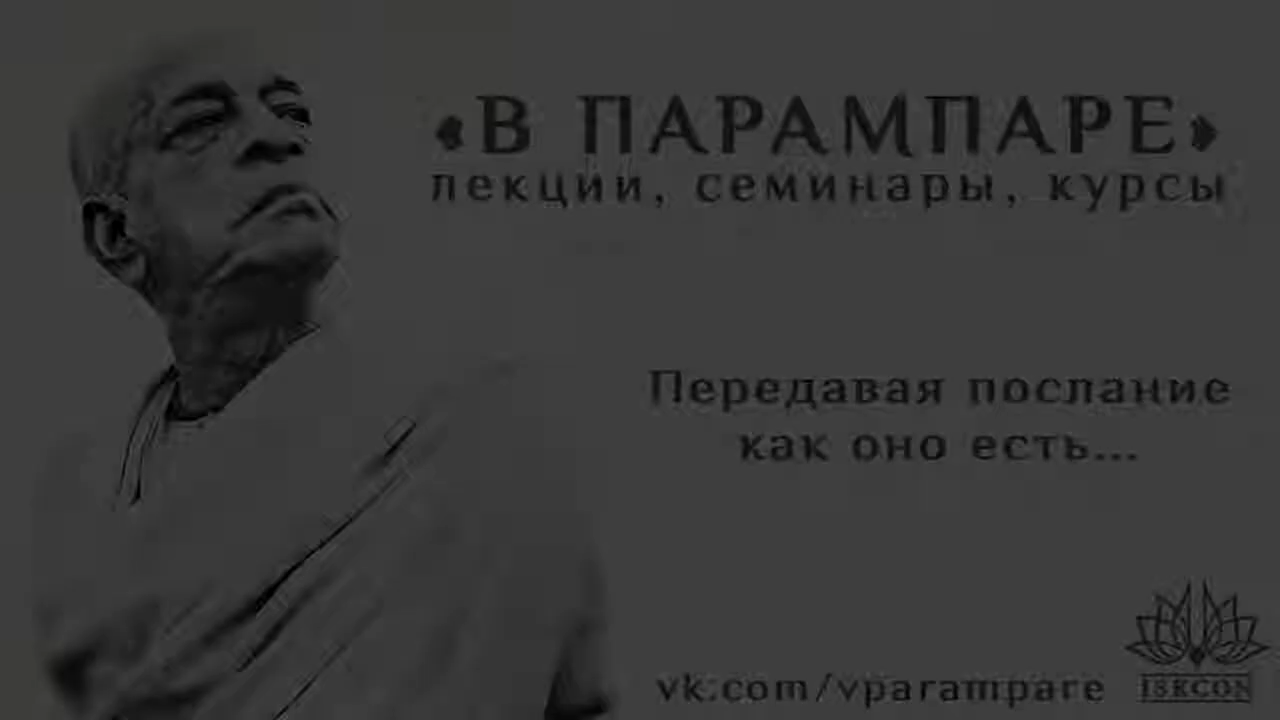 «В ПАРАМПАРЕ»
лекции, семинары, курсы
Передавая послание
как оно есть...
vk.com/vparampare
ISKCON